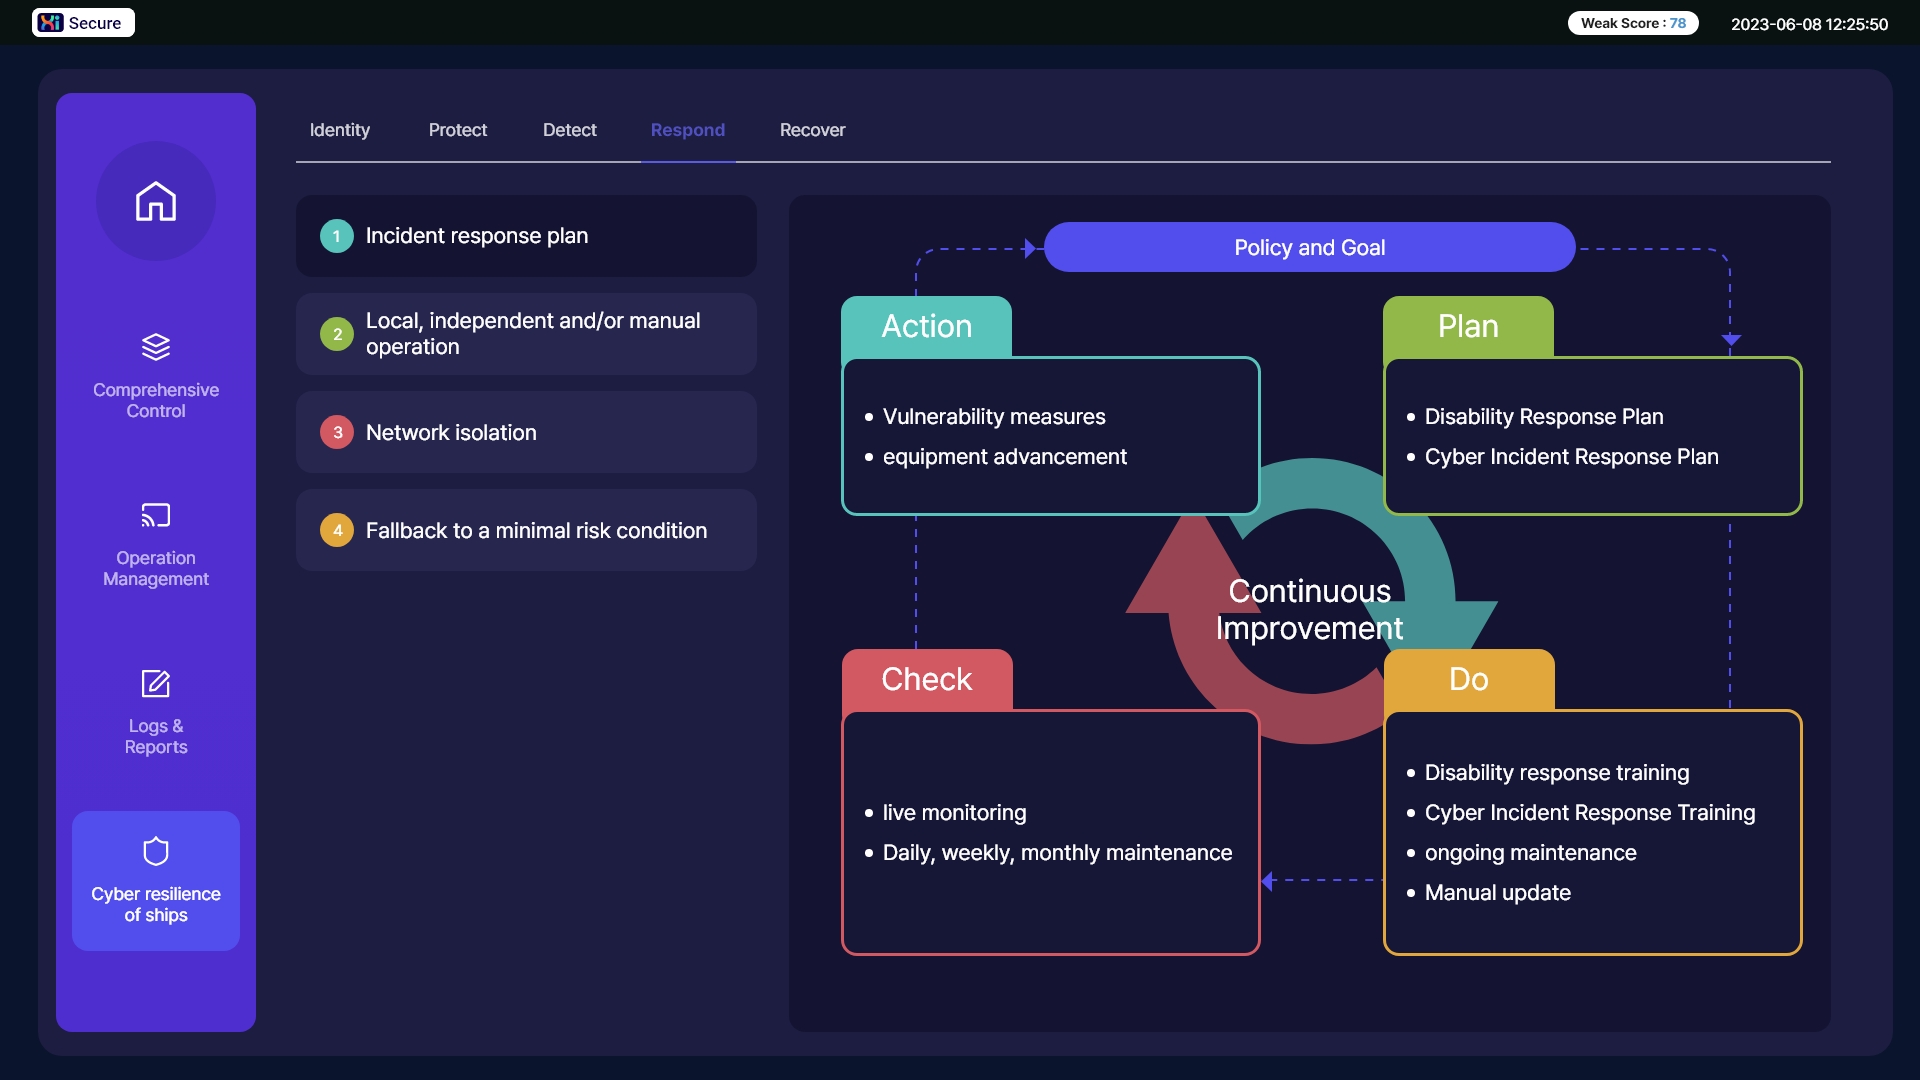 Xi Secure
Weak Score : 78
2023-06-08 12:25:50
Comprehensive
Control
Operation
Management
Logs &
Reports
Cyber resilience
of ships
Identity
Protect
Detect
Respond
Recover
1 Incident response plan
2 Local, independent and/or manual
operation
3 Network isolation
4 Fallback to a minimal risk condition
Policy and Goal
Action
• Vulnerability measures
• equipment advancement
Plan
• Disability Response Plan
• Cyber Incident Response Plan
Continuous
Improvement
Check
• live monitoring
• Daily, weekly, monthly maintenance
Do
• Disability response training
• Cyber Incident Response Training
• ongoing maintenance
• Manual update